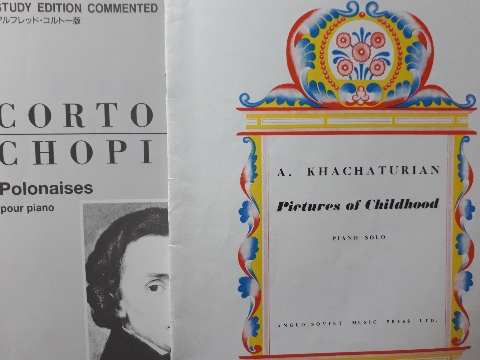 STUDY EDITION COMMENTED
アルフレッド・コルトー版
CORTO
CHOPI
Polonaises
pour piano
A. KHACHATURIAN
Pictures of Childhood
PIANO SOLO
ANGLO-SOVIET MUSIC PRESS LTD.